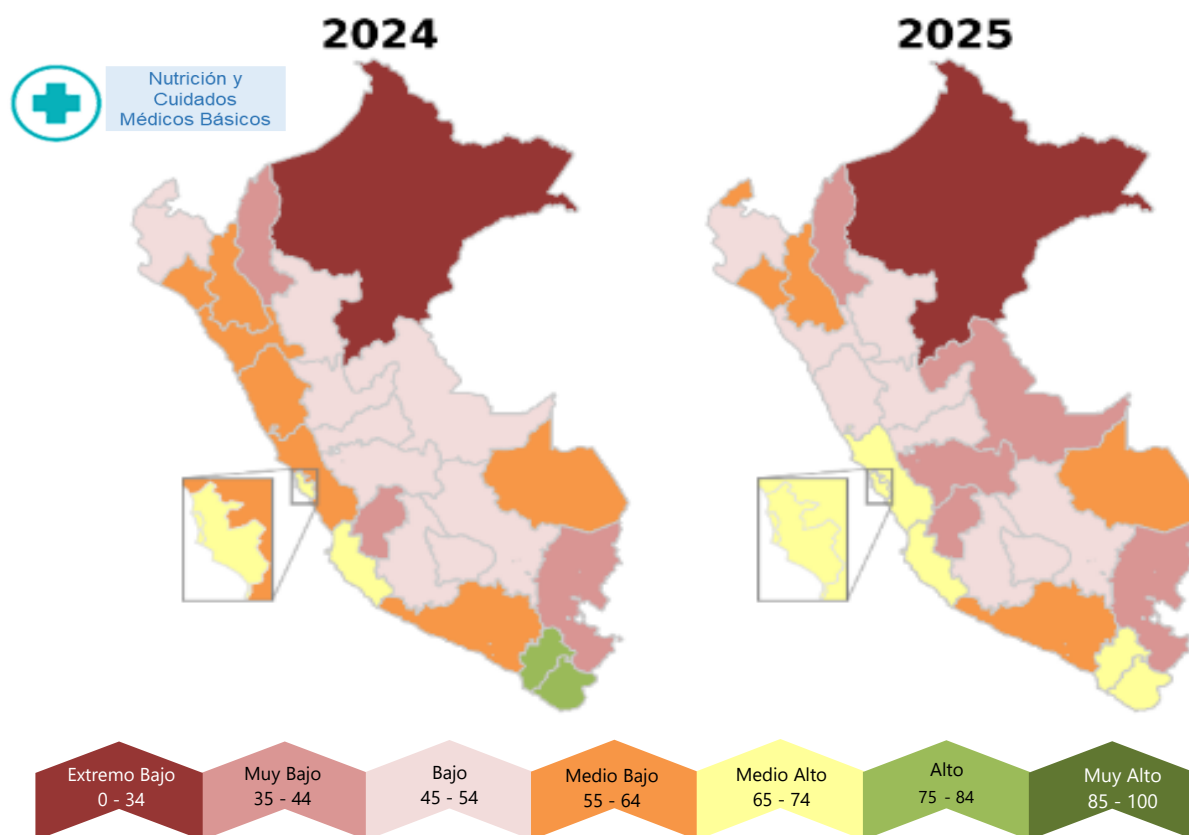 2024
2025
Nutrición y
Cuidados
Médicos Básicos
Extremo Bajo
0 - 34
Muy Bajo
35 - 44
Bajo
45 - 54
Medio Bajo
55 - 64
Medio Alto
65 - 74
Alto
75 - 84
Muy Alto
85 - 100